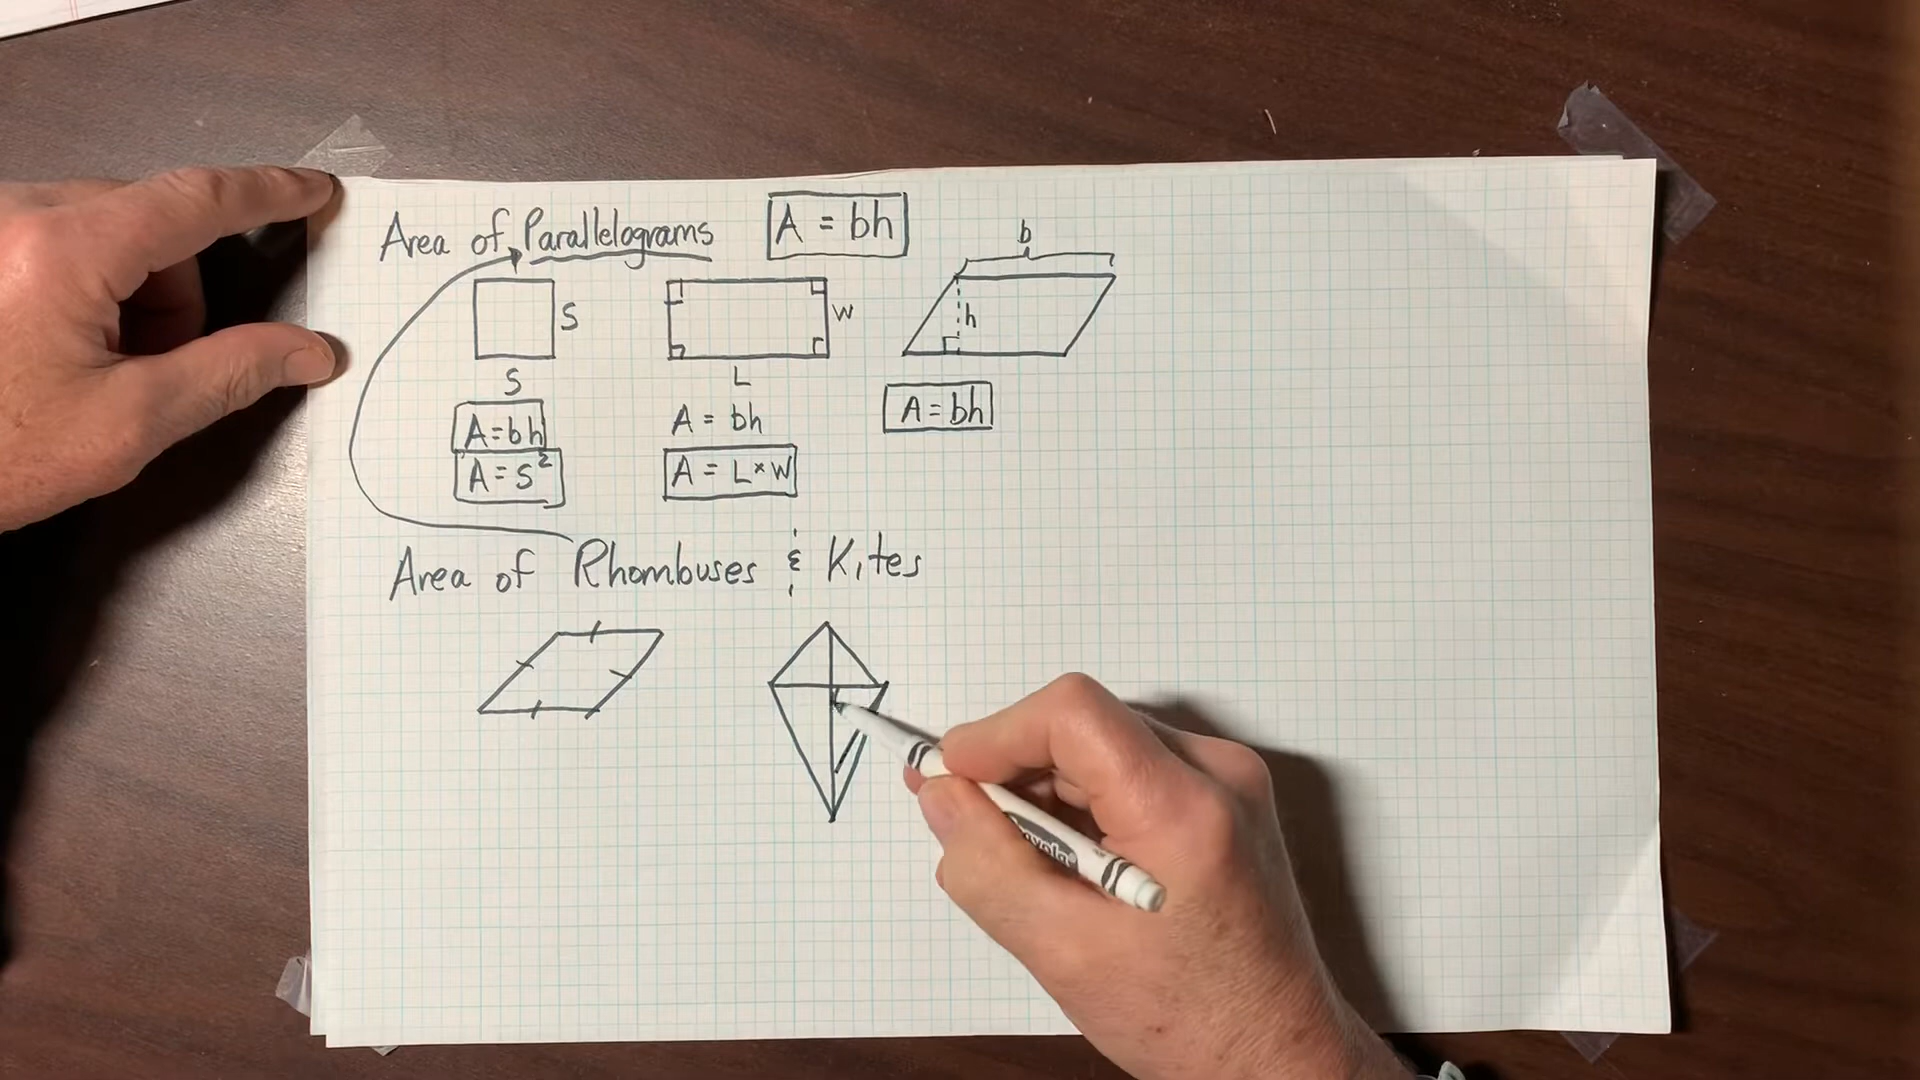 Area of Parallelograms A = bh
b
S
W
h
S
L
A=bh
A = bh
A=bh
A=s²
A = L×W
Area of Rhombuses & Kites